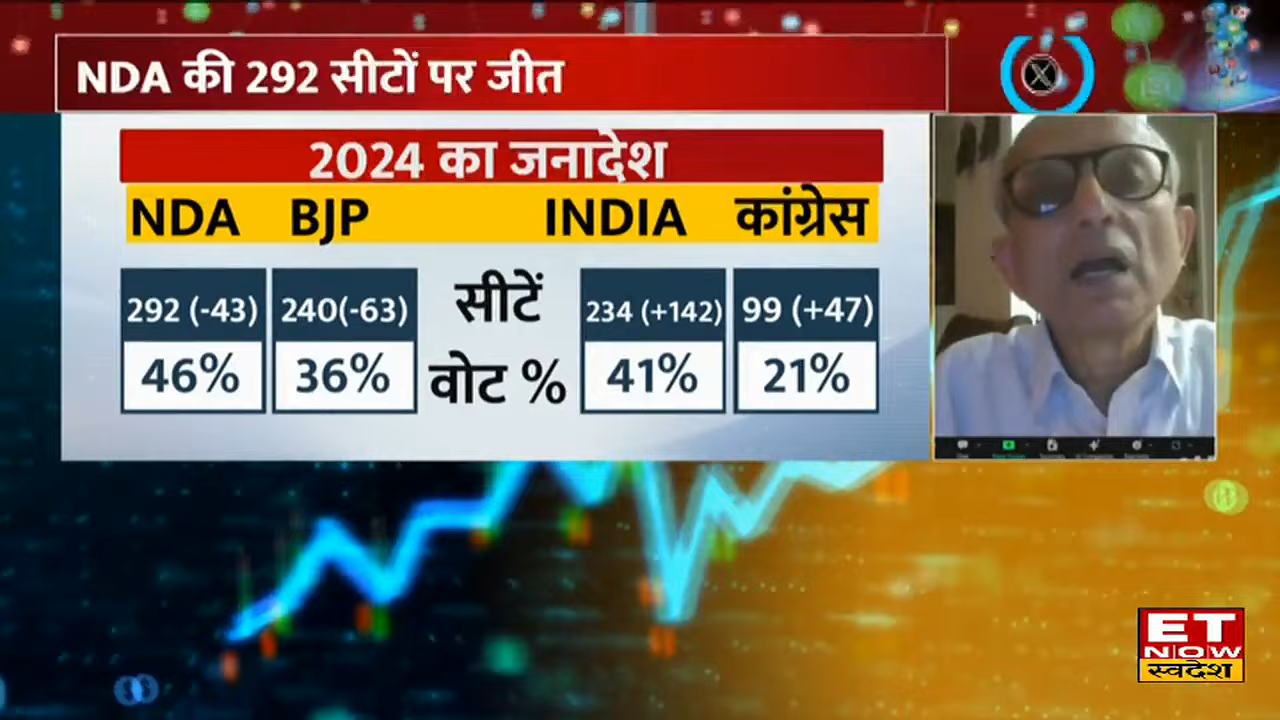 NDA की 292 सीटों पर जीत
2024 का जनादेश
NDA BJP INDIA कांग्रेस
292 (-43) 240(-63) सीटें 234 (+142) 99 (+47)
46% 36% वोट % 41% 21%
ET
NOW
स्वदेश